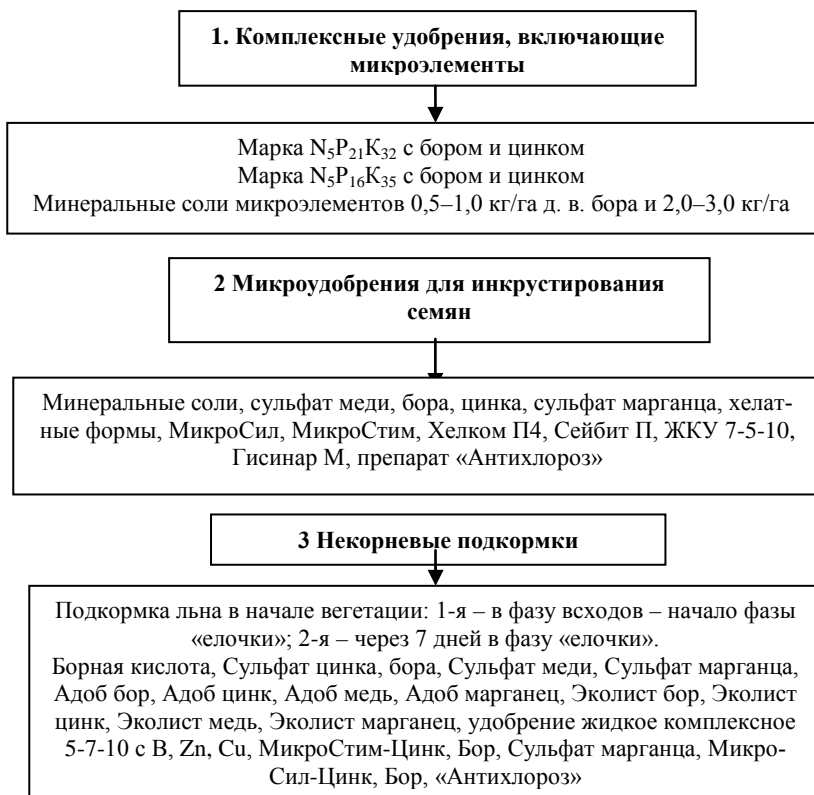 1. Комплексные удобрения, включающие
микроэлементы
Марка N₅P₂₁K₃₂ с бором и цинком
Марка N₅P₁₆K₃₅ с бором и цинком
Минеральные соли микроэлементов 0,5–1,0 кг/га д. в. бора и 2,0–3,0 кг/га
2 Микроудобрения для инкрустирования
семян
Минеральные соли, сульфат меди, бора, цинка, сульфат марганца, хелат-
ные формы, МикроСил, МикроСтим, Хелком П4, Сейбит П, ЖКУ 7-5-10,
Гисинар М, препарат «Антихлороз»
3 Некорневые подкормки
Подкормка льна в начале вегетации: 1-я – в фазу всходов – начало фазы
«елочки»; 2-я – через 7 дней в фазу «елочки».
Борная кислота, Сульфат цинка, бора, Сульфат меди, Сульфат марганца,
Адоб бор, Адоб цинк, Адоб медь, Адоб марганец, Эколист бор, Эколист
цинк, Эколист медь, Эколист марганец, удобрение жидкое комплексное
5-7-10 с B, Zn, Cu, МикроСтим-Цинк, Бор, Сульфат марганца, Микро-
Сил-Цинк, Бор, «Антихлороз»